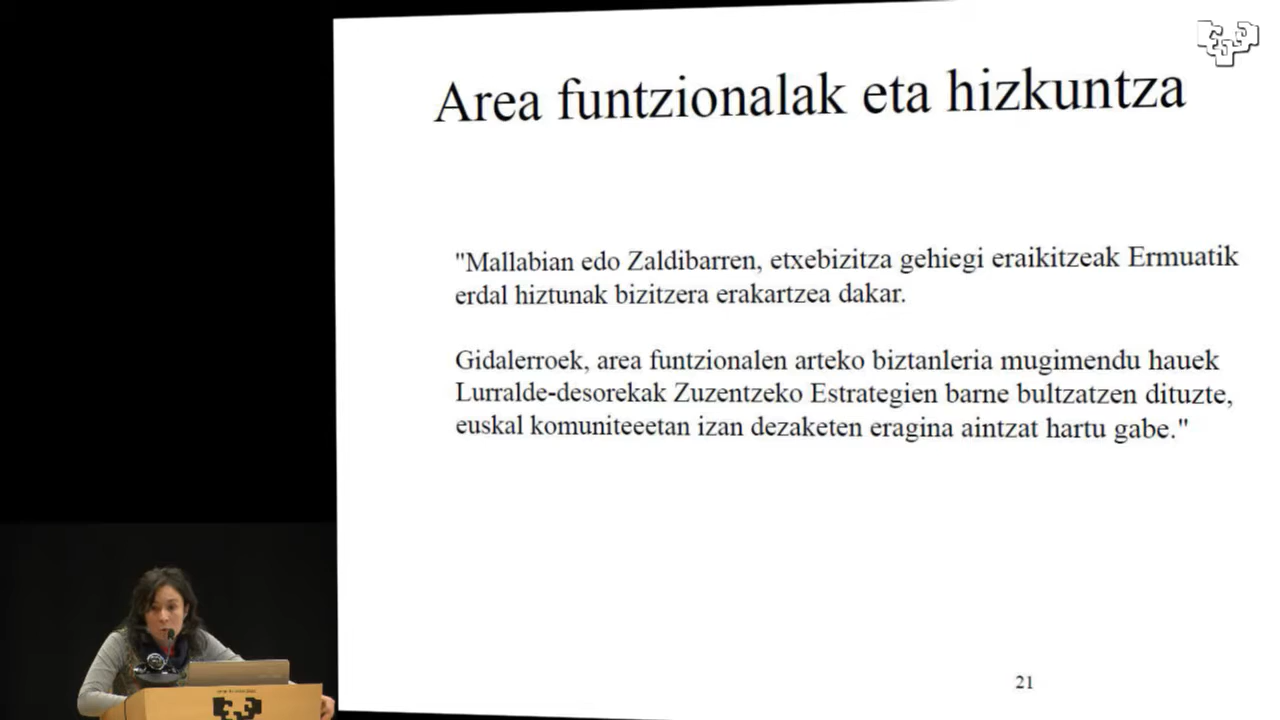 Area funtzionalak eta hizkuntza
"Mallabian edo Zaldibarren, etxebizitza gehiegi eraikitzeak Ermuatik
erdal hiztunak bizitzera erakartzea dakar.
Gidalerroek, area funtzionalen arteko biztanleria mugimendu hauek
Lurralde-desorekak Zuzentzeko Estrategien barne bultzatzen dituzte,
euskal komuniteeetan izan dezaketen eragina aintzat hartu gabe."
21